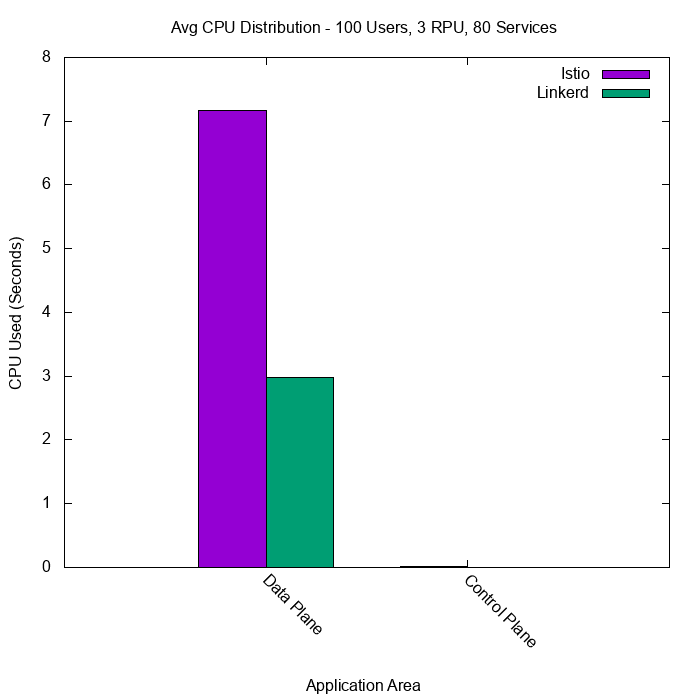 Avg CPU Distribution - 100 Users, 3 RPU, 80 Services
Istio
Linkerd
8
7
6
5
4
3
2
1
0
CPU Used (Seconds)
Data Plane
Control Plane
Application Area